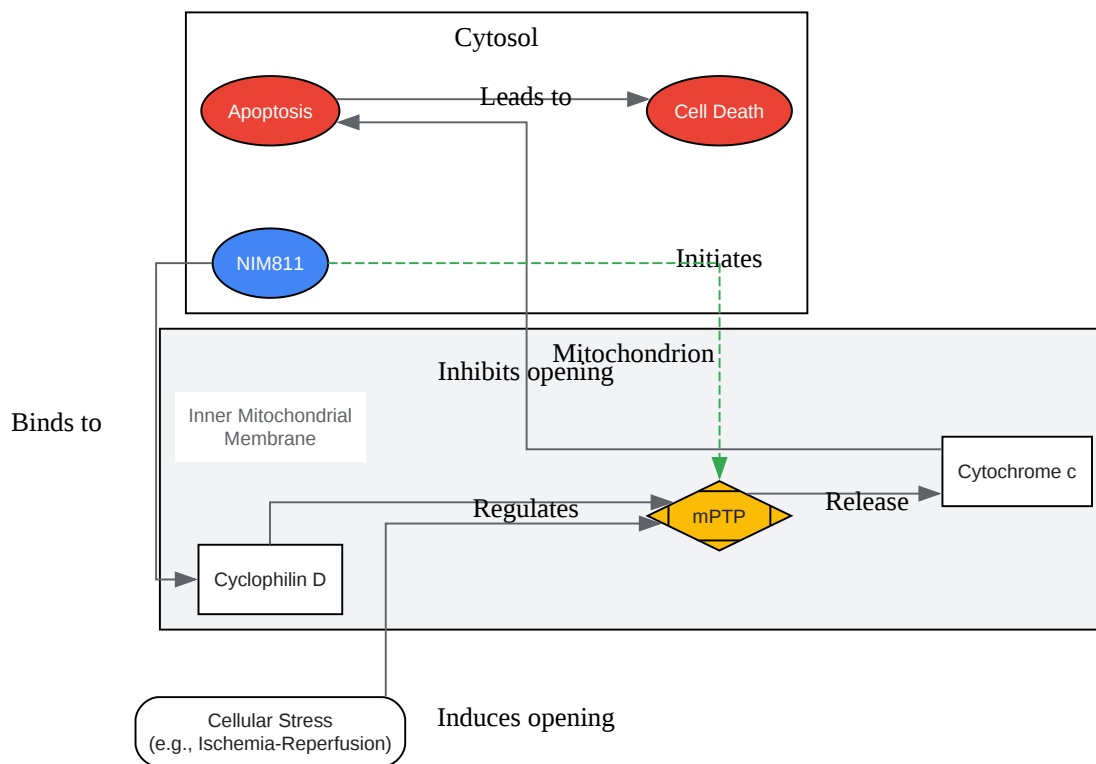 Cytosol
Apoptosis
Leads to
Cell Death
NIM811
Initiates
Mitochondrion
Inhibits opening
Binds to
Inner Mitochondrial
Membrane
Cytochrome c
Regulates
mPTP
Release
Cyclophilin D
Cellular Stress
(e.g., Ischemia-Reperfusion)
Induces opening